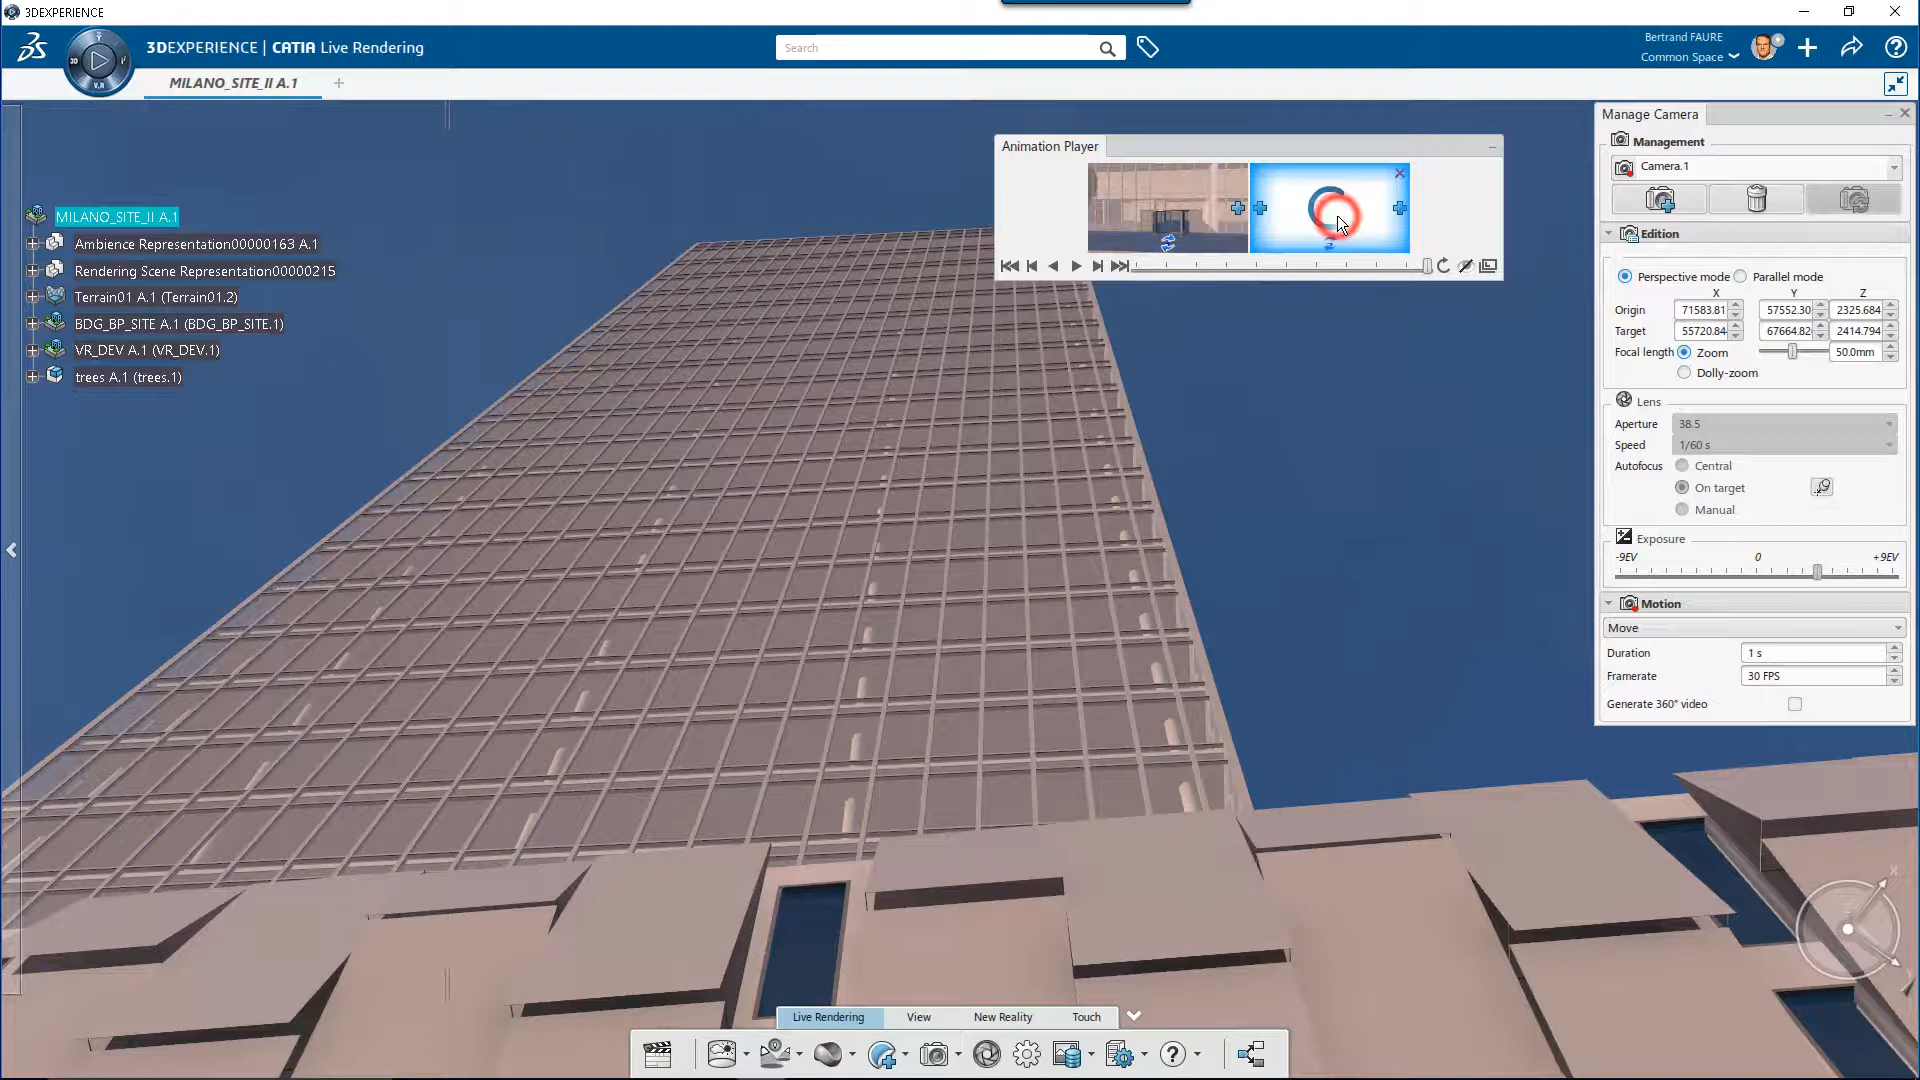 3DEXPERIENCE
3DEXPERIENCE | CATIA Live Rendering
Search
Bertrand FAURE
Common Space
3D
V,R
MILANO_SITE_II A.1
Animation Player
MILANO_SITE_II A.1
Ambience Representation00000163 A.1
Rendering Scene Representation00000215
Terrain01 A.1 (Terrain01.2)
BDG_BP_SITE A.1 (BDG_BP_SITE.1)
VR_DEV A.1 (VR_DEV.1)
trees A.1 (trees.1)
Manage Camera
Management
Camera.1
Edition
Perspective mode Parallel mode
X Y Z
Origin 71583.81 57552.30 2325.684
Target 55720.84 67664.82 2414.794
Focal length Zoom 50.0mm
Dolly-zoom
Lens
Aperture 38.5
Speed 1/60 s
Autofocus Central
On target
Manual
Exposure
-9EV 0 +9EV
Motion
Move
Duration 1 s
Framerate 30 FPS
Generate 360° video
Live Rendering View New Reality Touch